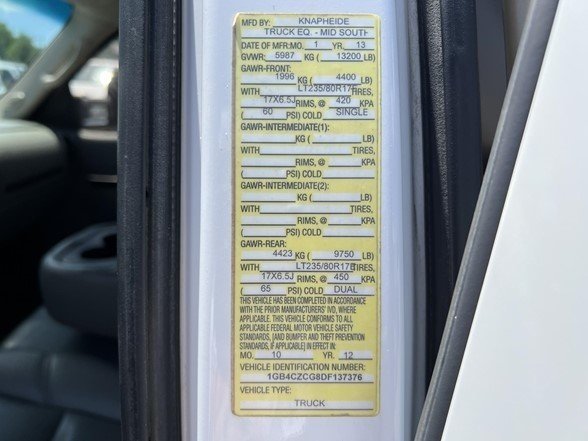 MFD BY: KNAPHEIDE
TRUCK EQ. - MID SOUTH
DATE OF MFR: MO. 1 YR. 13
GVWR: 5987 KG ( 13200 LB)
GAWR-FRONT:
1996 KG ( 4400 LB)
WITH LT235/80R17E TIRES,
17X6.5J RIMS, @ 420 KPA
( 60 PSI) COLD SINGLE
GAWR-INTERMEDIATE(1):
KG ( LB)
WITH TIRES,
RIMS, @ KPA
( PSI) COLD
GAWR-INTERMEDIATE(2):
KG ( LB)
WITH TIRES,
RIMS, @ KPA
( PSI) COLD
GAWR-REAR:
4423 KG ( 9750 LB)
WITH LT235/80R17E TIRES,
17X6.5J RIMS, @ 450 KPA
( 65 PSI) COLD DUAL
THIS VEHICLE HAS BEEN COMPLETED IN ACCORDANCE
WITH THE PRIOR MANUFACTURERS' IVD, WHERE
APPLICABLE. THIS VEHICLE CONFORMS TO ALL
APPLICABLE FEDERAL MOTOR VEHICLE SAFETY
STANDARDS, [AND BUMPER AND THEFT PREVENTION
STANDARDS, IF APPLICABLE] IN EFFECT IN:
MO. 10 YR. 12
VEHICLE IDENTIFICATION NUMBER:
1GB4CZCG8DF137376
VEHICLE TYPE:
TRUCK